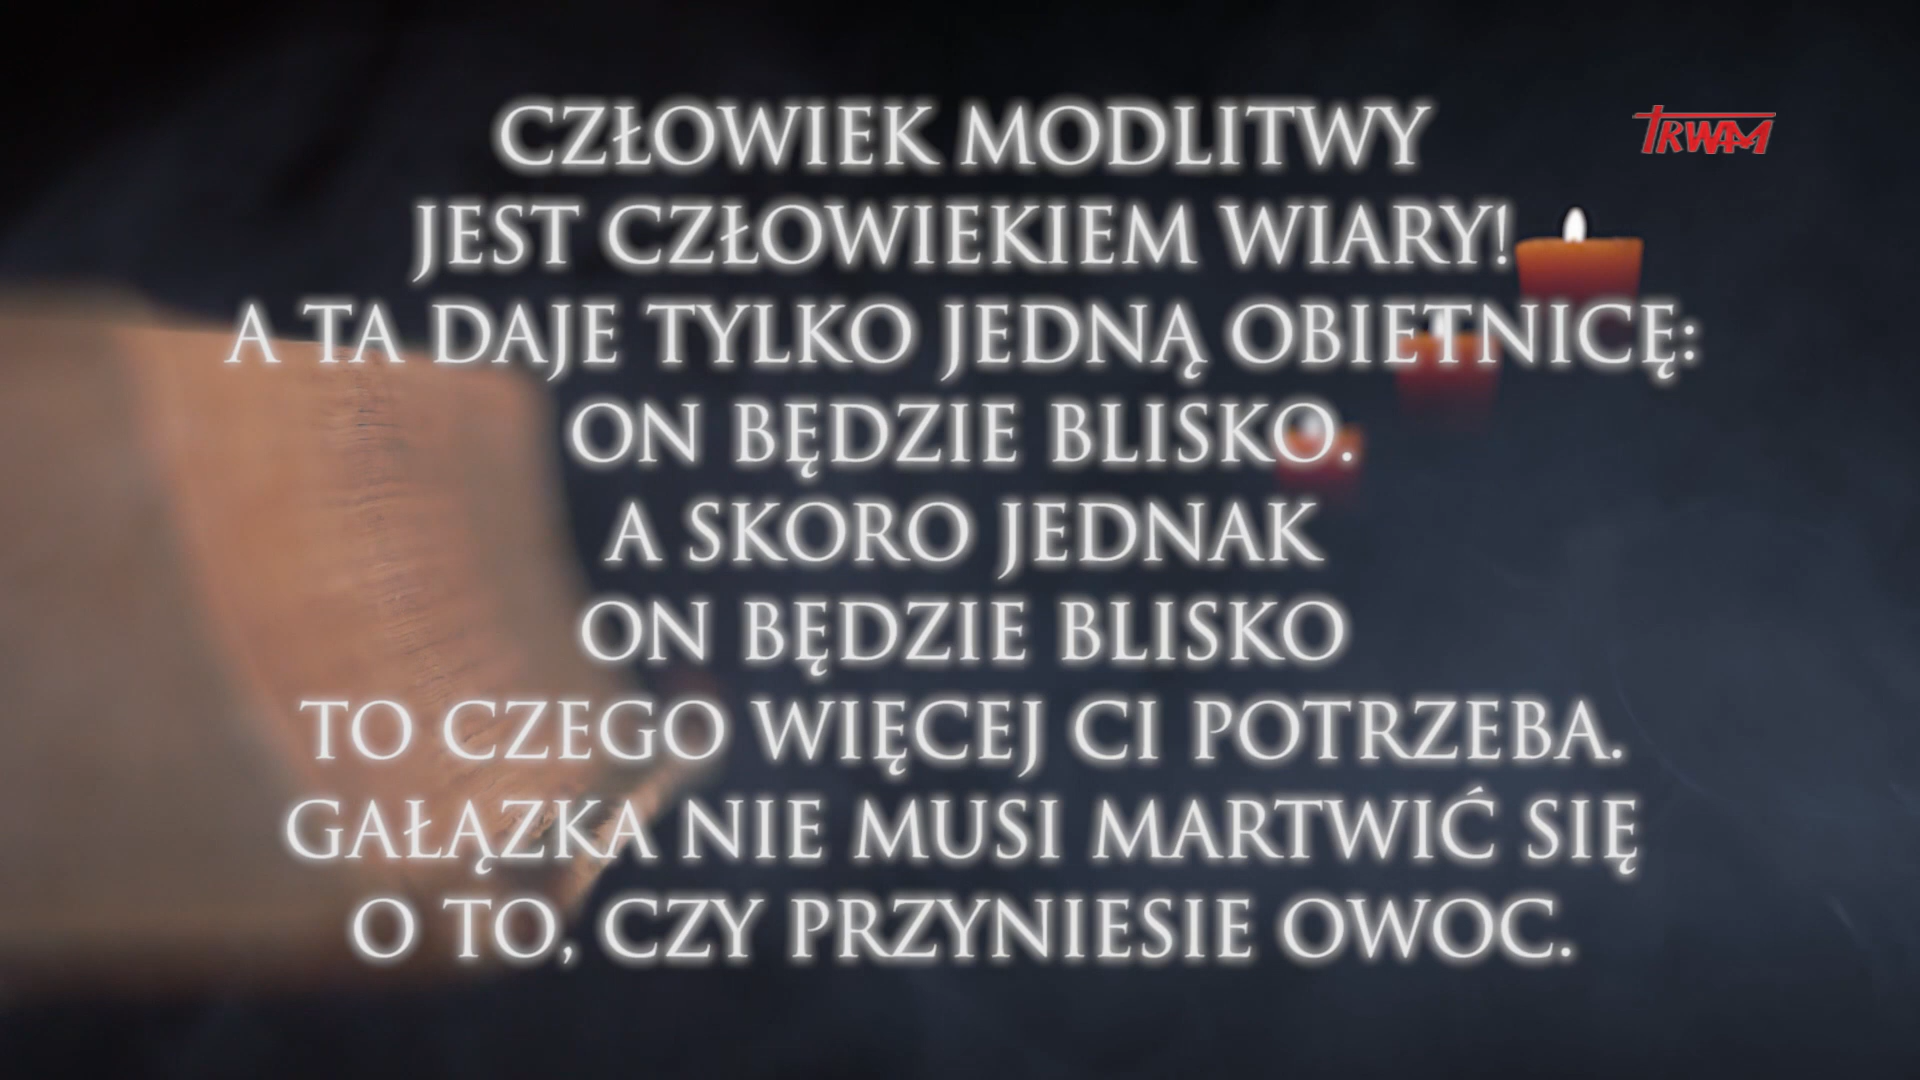 CZŁOWIEK MODLITWY
TRWAM
JEST CZŁOWIEKIEM WIARY!
A TA DAJE TYLKO JEDNĄ OBIETNICĘ:
ON BĘDZIE BLISKO.
A SKORO JEDNAK
ON BĘDZIE BLISKO
TO CZEGO WIĘCEJ CI POTRZEBA.
GAŁĄZKA NIE MUSI MARTWIĆ SIĘ
O TO, CZY PRZYNIESIE OWOC.